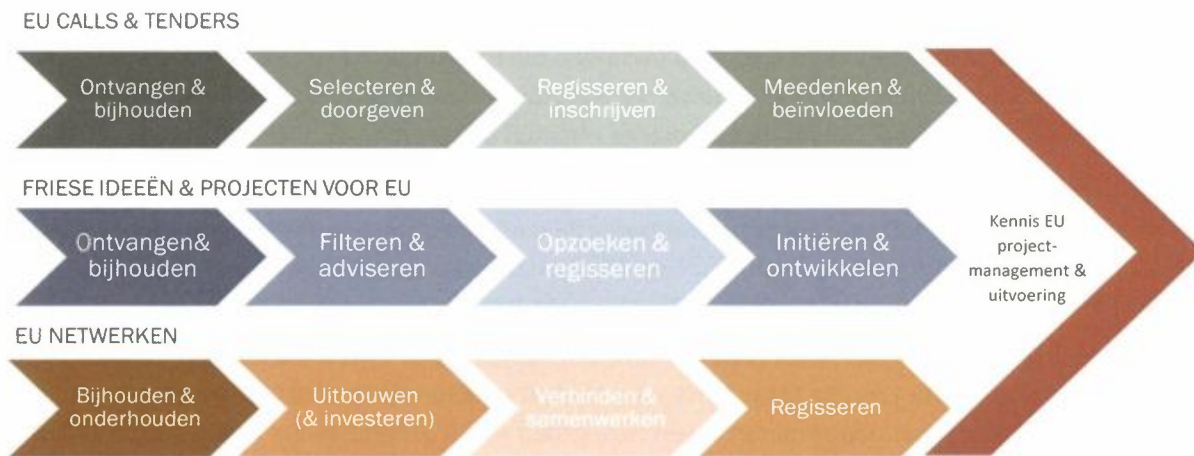 EU CALLS & TENDERS
Ontvangen &
bijhouden
Selecteren &
doorgeven
Regisseren &
inschrijven
Meedenken &
beïnvloeden
FRIESE IDEEËN & PROJECTEN VOOR EU
Ontvangen&
bijhouden
Filteren &
adviseren
Opzoeken &
regisseren
Initiëren &
ontwikkelen
Kennis EU
project-
management &
uitvoering
EU NETWERKEN
Bijhouden &
onderhouden
Uitbouwen
(& investeren)
Verbinden &
samenwerken
Regisseren